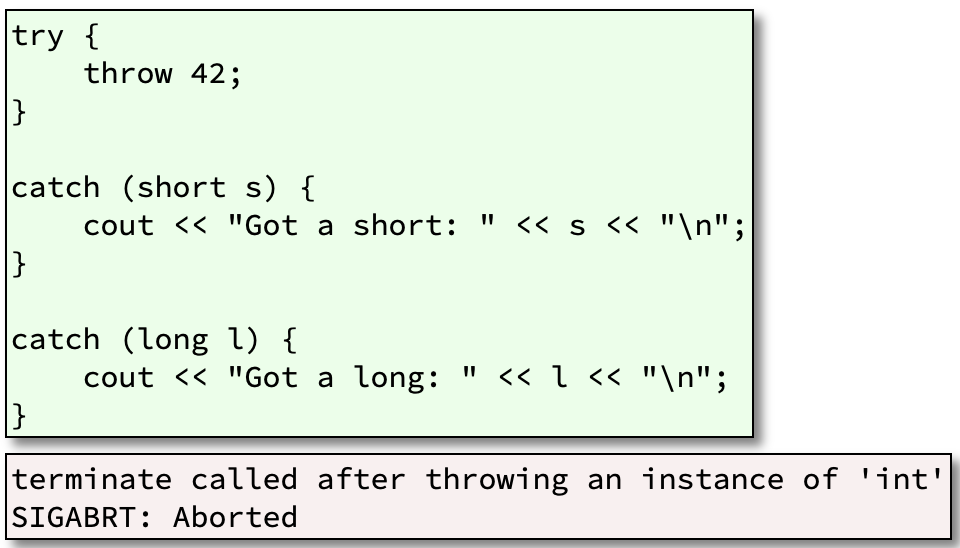 try {
    throw 42;
}
catch (short s) {
    cout << "Got a short: " << s << "\n";
}
catch (long l) {
    cout << "Got a long: " << l << "\n";
}
terminate called after throwing an instance of 'int'
SIGABRT: Aborted